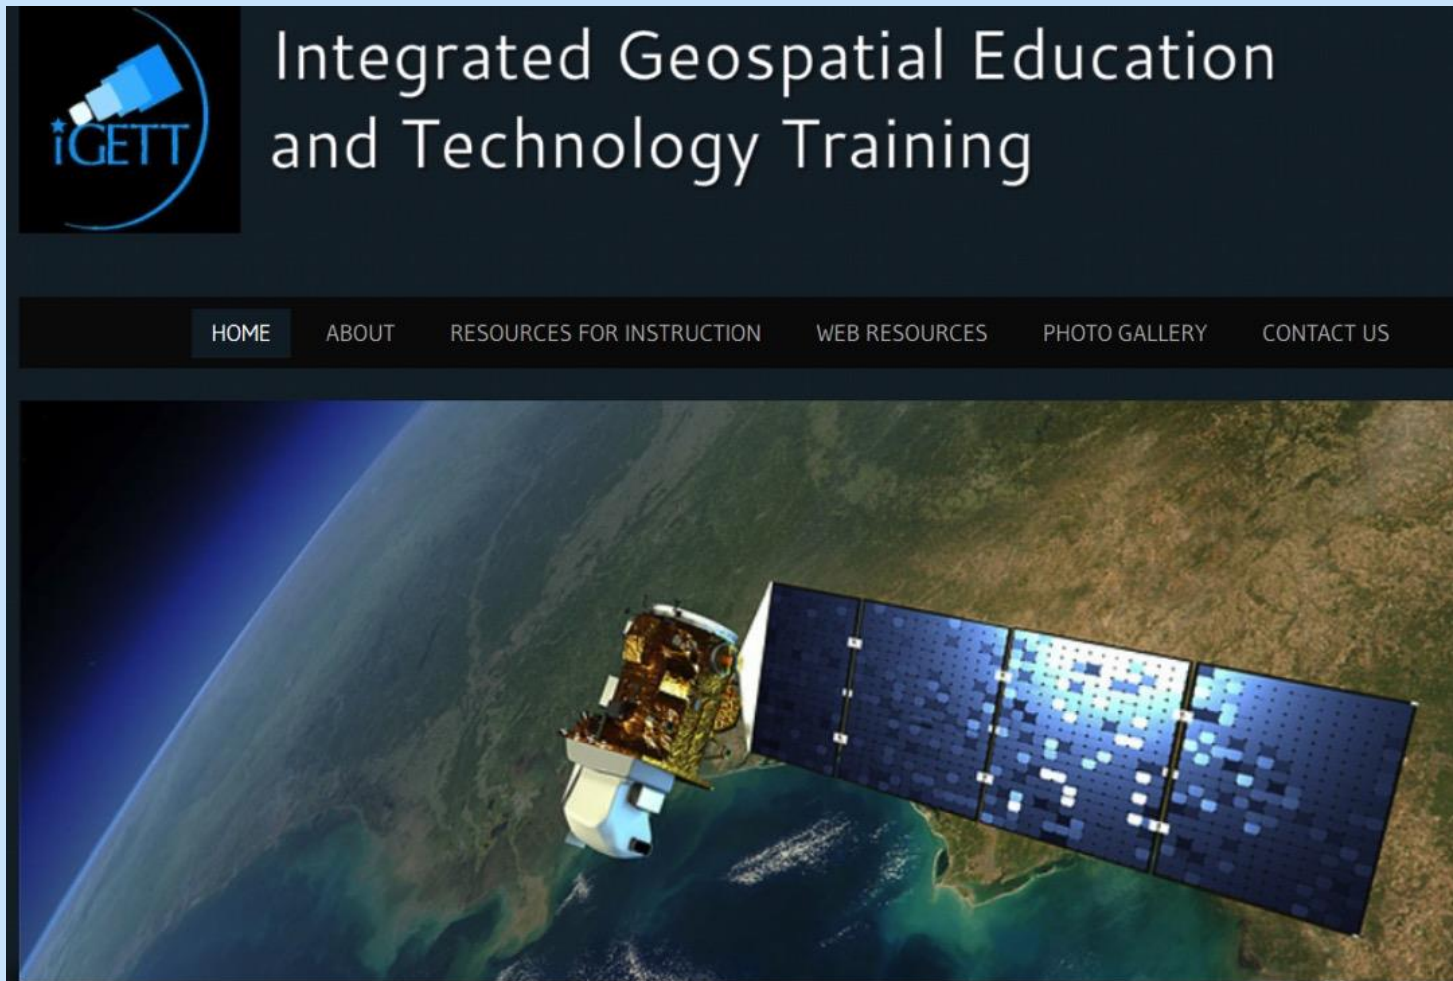 iGETT
Integrated Geospatial Education
and Technology Training
HOME ABOUT RESOURCES FOR INSTRUCTION WEB RESOURCES PHOTO GALLERY CONTACT US